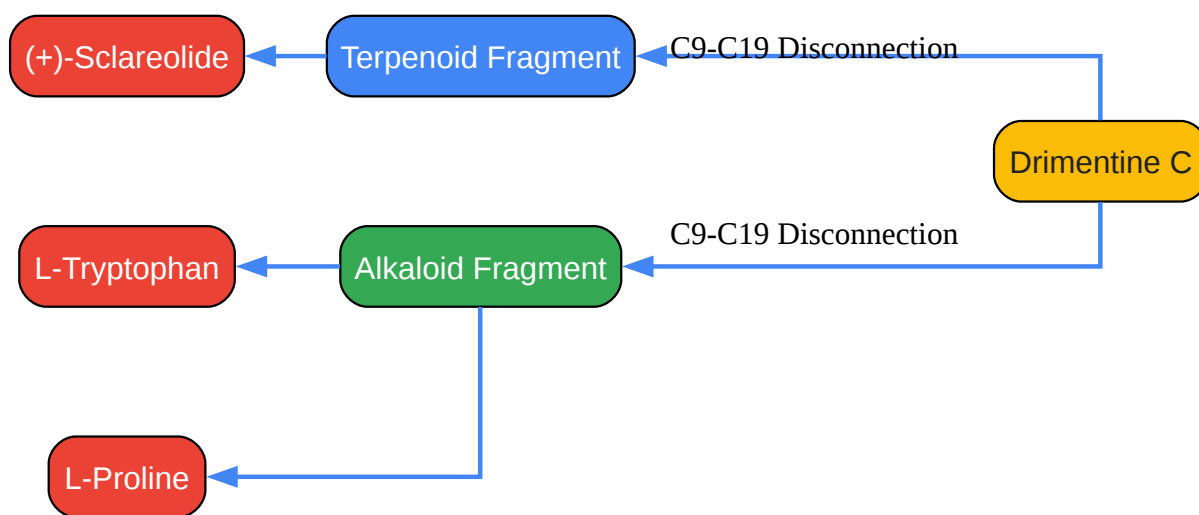 (+)-Sclareolide
Terpenoid Fragment
C9-C19 Disconnection
Drimentine C
L-Tryptophan
Alkaloid Fragment
C9-C19 Disconnection
L-Proline